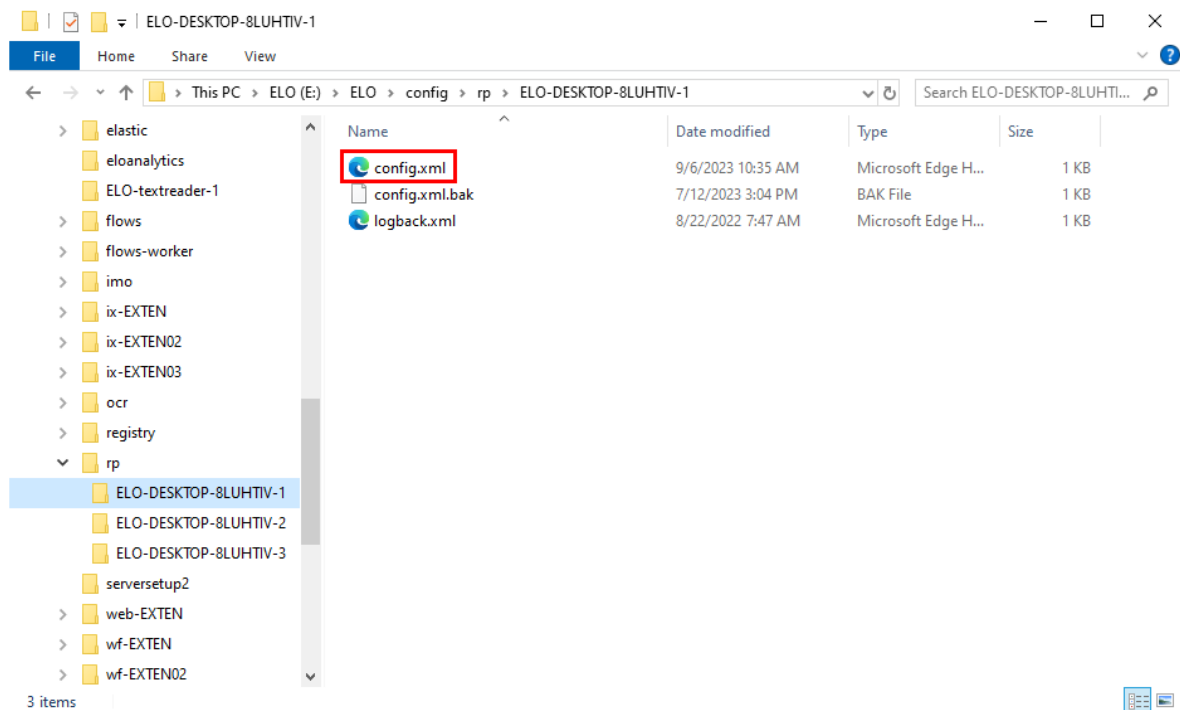 ELO-DESKTOP-8LUHTIV-1
File Home Share View
This PC > ELO (E:) > ELO > config > rp > ELO-DESKTOP-8LUHTIV-1
Search ELO-DESKTOP-8LUHTI...
elastic
eloanalytics
ELO-textreader-1
flows
flows-worker
imo
ix-EXTEN
ix-EXTEN02
ix-EXTEN03
ocr
registry
rp
ELO-DESKTOP-8LUHTIV-1
ELO-DESKTOP-8LUHTIV-2
ELO-DESKTOP-8LUHTIV-3
serversetup2
web-EXTEN
wf-EXTEN
wf-EXTEN02
Name Date modified Type Size
config.xml 9/6/2023 10:35 AM Microsoft Edge H... 1 KB
config.xml.bak 7/12/2023 3:04 PM BAK File 1 KB
logback.xml 8/22/2022 7:47 AM Microsoft Edge H... 1 KB
3 items